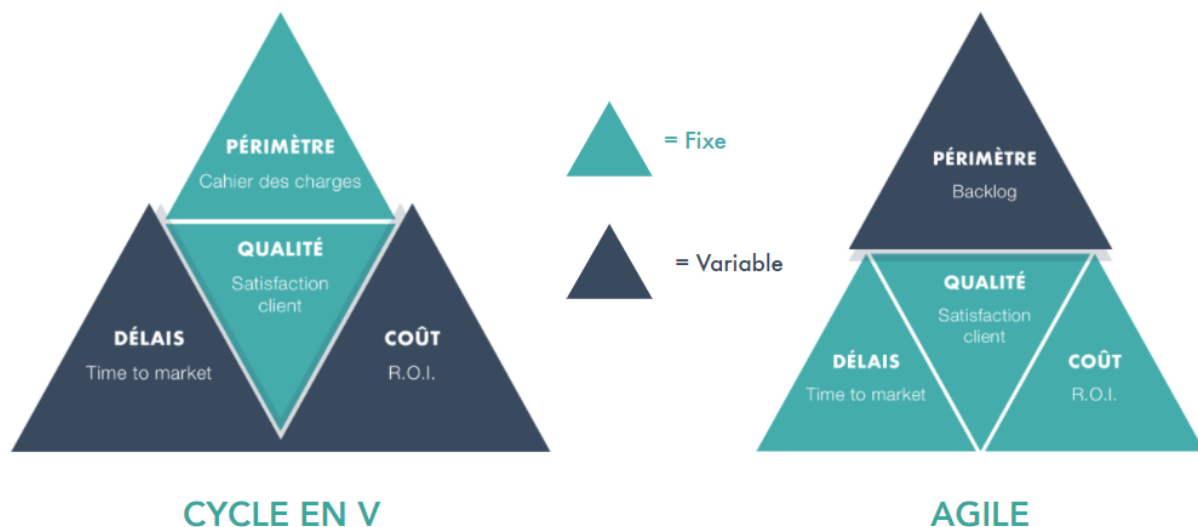 PÉRIMÈTRE
Cahier des charges
QUALITÉ
Satisfaction
client
DÉLAIS
Time to market
COÛT
R.O.I.
CYCLE EN V
= Fixe
= Variable
PÉRIMÈTRE
Backlog
QUALITÉ
Satisfaction
client
DÉLAIS
Time to market
COÛT
R.O.I.
AGILE